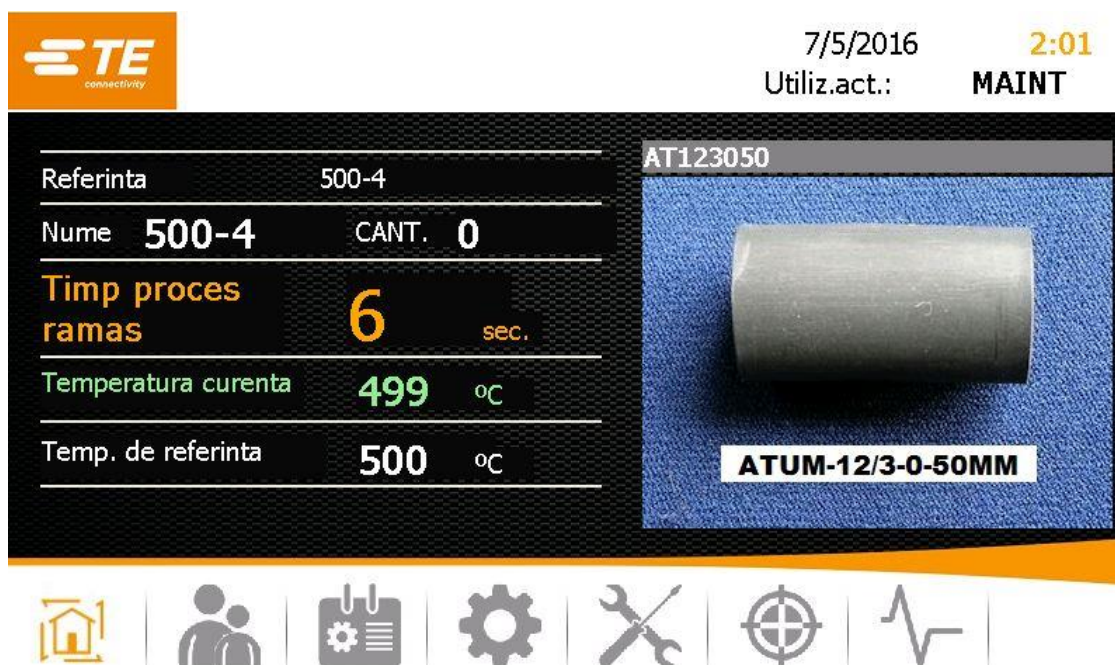 TE
connectivity
7/5/2016 2:01
Utiliz.act.: MAINT
Referinta 500-4
Nume 500-4 CANT. 0
Timp proces
ramas 6 sec.
Temperatura curenta 499 ºC
Temp. de referinta 500 ºC
AT123050
ATUM-12/3-0-50MM